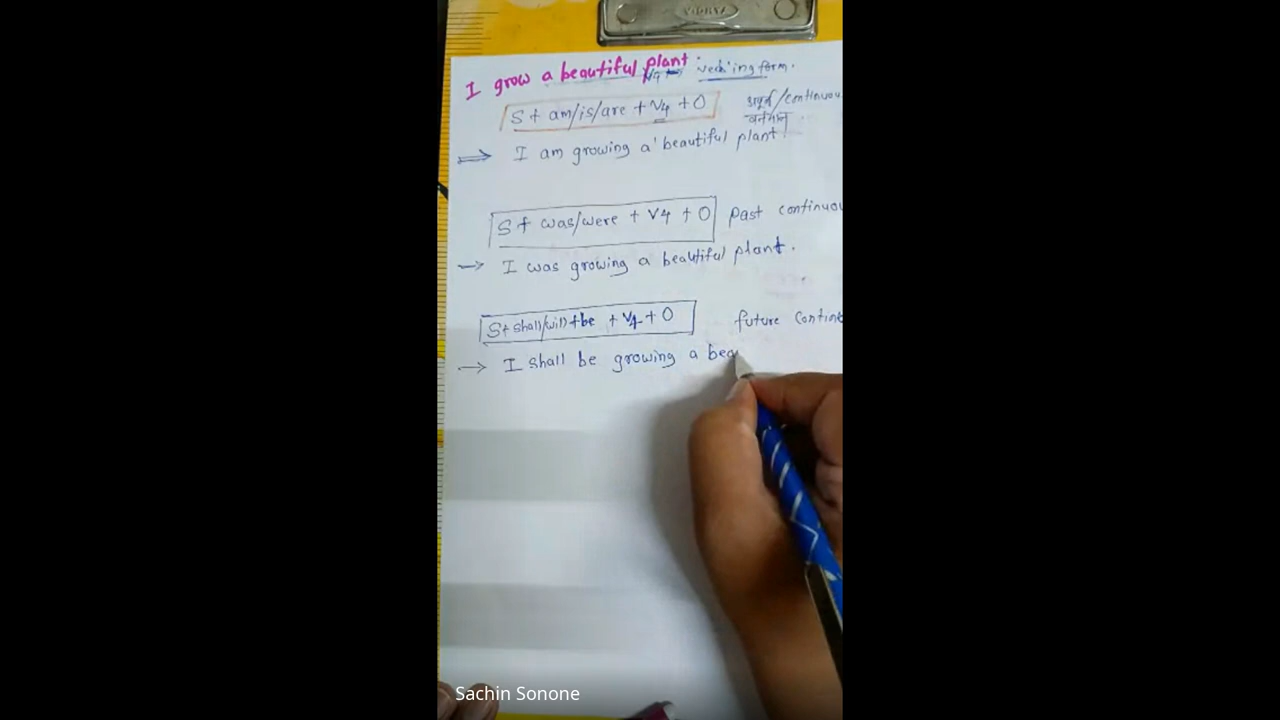 I grow a beautiful plant.
V4 → verb'ing form.
S + am/is/are + V4 + O
अपूर्ण/continuou
वर्तमान
I am growing a beautiful plant.
S + was/were + V4 + O Past continuou
→ I was growing a beautiful plant.
S + shall/will + be + V4 + O future Contin
→ I shall be growing a bea
Sachin Sonone